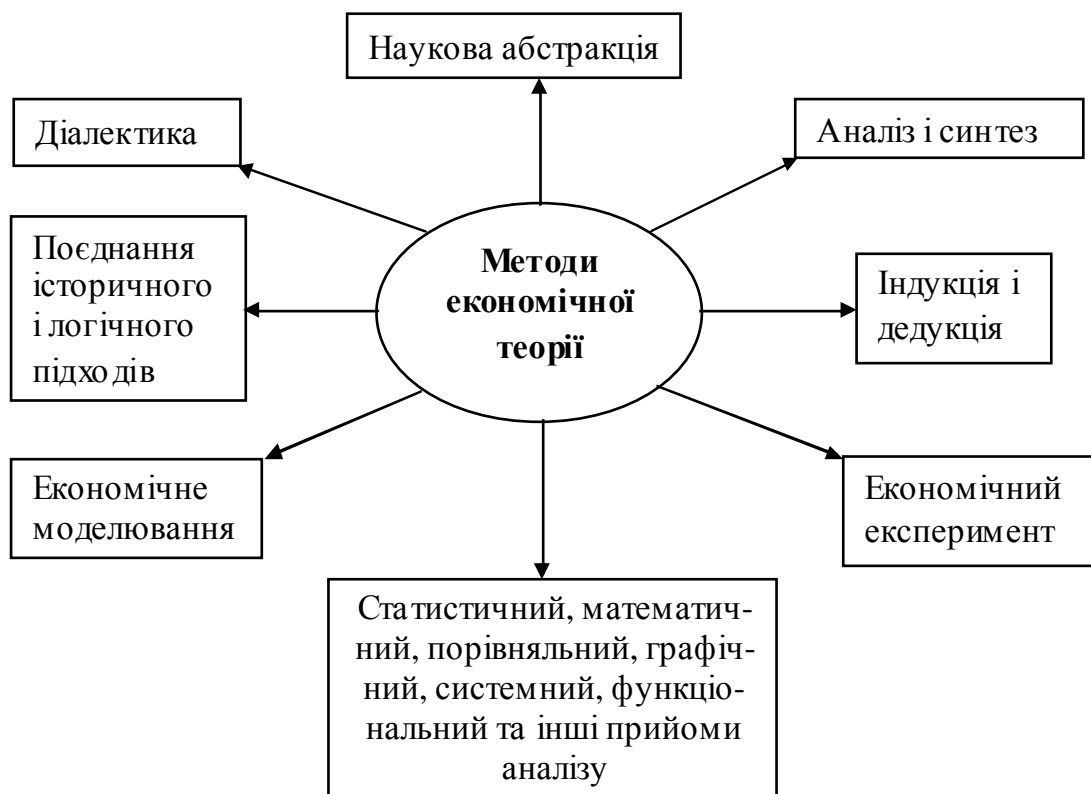 Наукова абстракція
Діалектика
Аналіз і синтез
Поєднання
історичного
і логічного
підходів
Методи
економічної
теорії
Індукція і
дедукція
Економічне
моделювання
Економічний
експеримент
Статистичний, математич-
ний, порівняльний, графіч-
ний, системний, функціо-
нальний та інші прийоми
аналізу